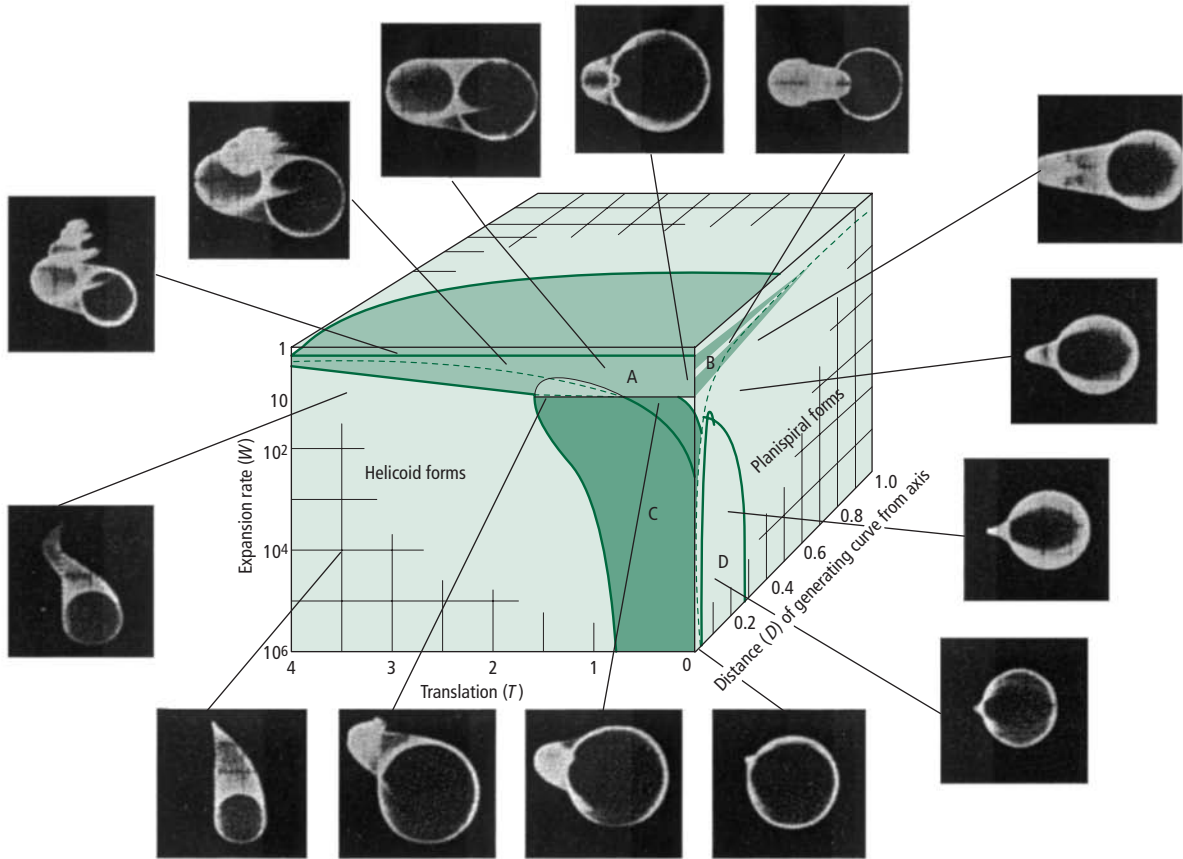 1
10
102
104
106
Expansion rate (W)
4
3
2
1
0
Translation (T)
0.2
0.4
0.6
0.8
1.0
Distance (D) of generating curve from axis
Helicoid forms
Planispiral forms
A
B
C
D